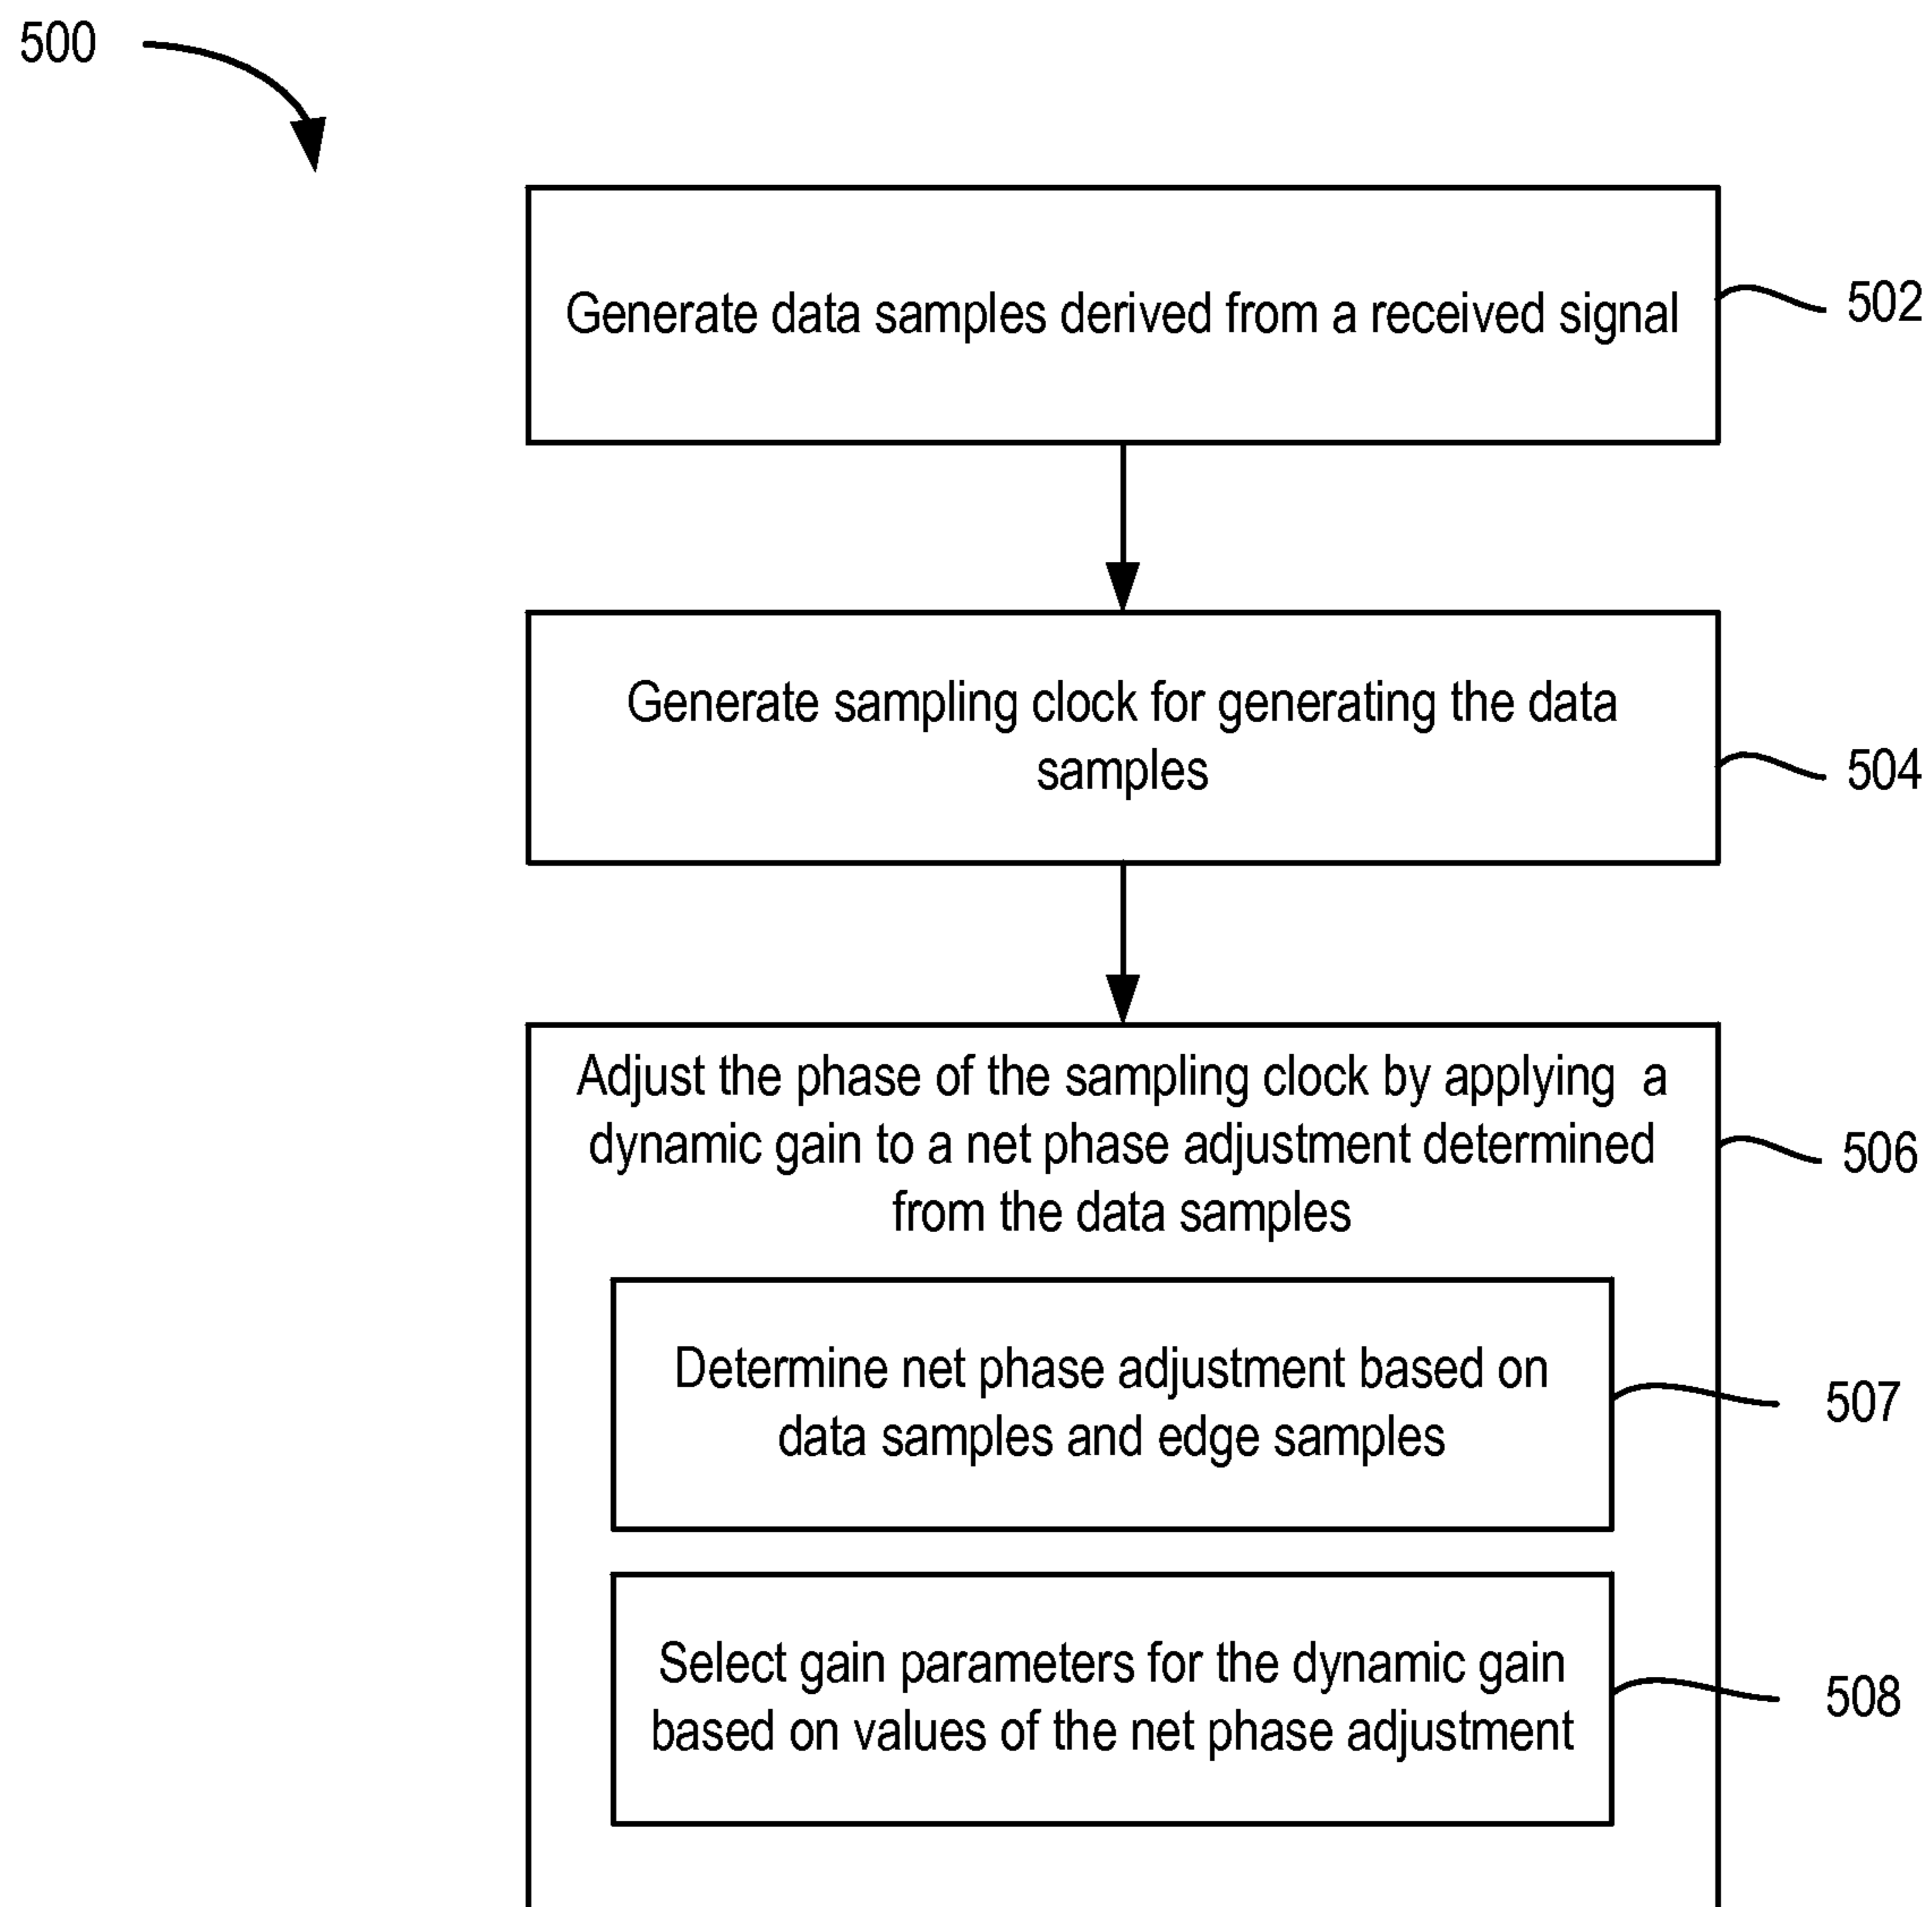 500
Generate data samples derived from a received signal
502
Generate sampling clock for generating the data
samples
504
Adjust the phase of the sampling clock by applying a
dynamic gain to a net phase adjustment determined
from the data samples
506
Determine net phase adjustment based on
data samples and edge samples
507
Select gain parameters for the dynamic gain
based on values of the net phase adjustment
508